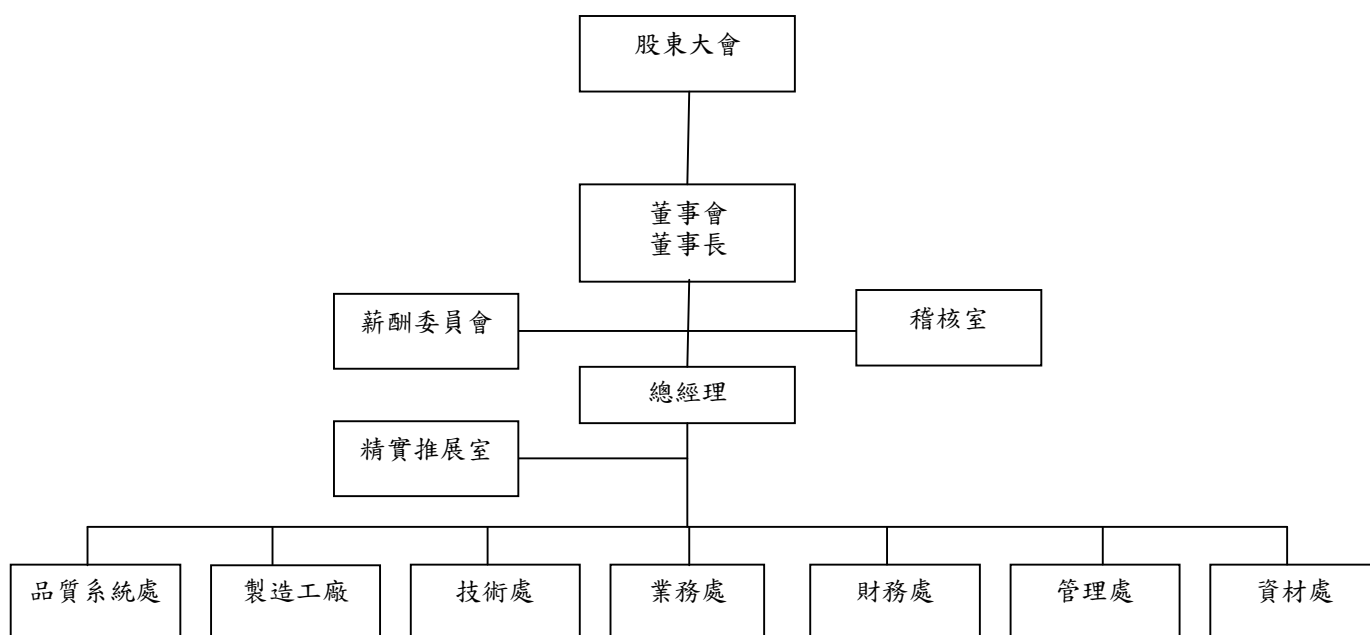 股東大會
董事會
董事長
薪酬委員會
稽核室
總經理
精實推展室
品質系統處
製造工廠
技術處
業務處
財務處
管理處
資材處